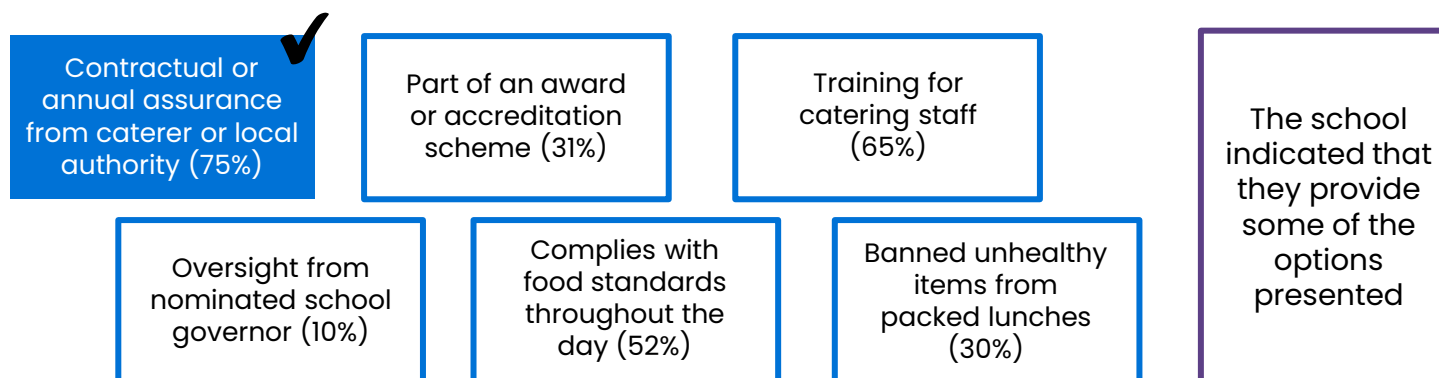 Contractual or
annual assurance
from caterer or local
authority (75%)
Part of an award
or accreditation
scheme (31%)
Training for
catering staff
(65%)
Oversight from
nominated school
governor (10%)
Complies with
food standards
throughout the
day (52%)
Banned unhealthy
items from
packed lunches
(30%)
The school
indicated that
they provide
some of the
options
presented